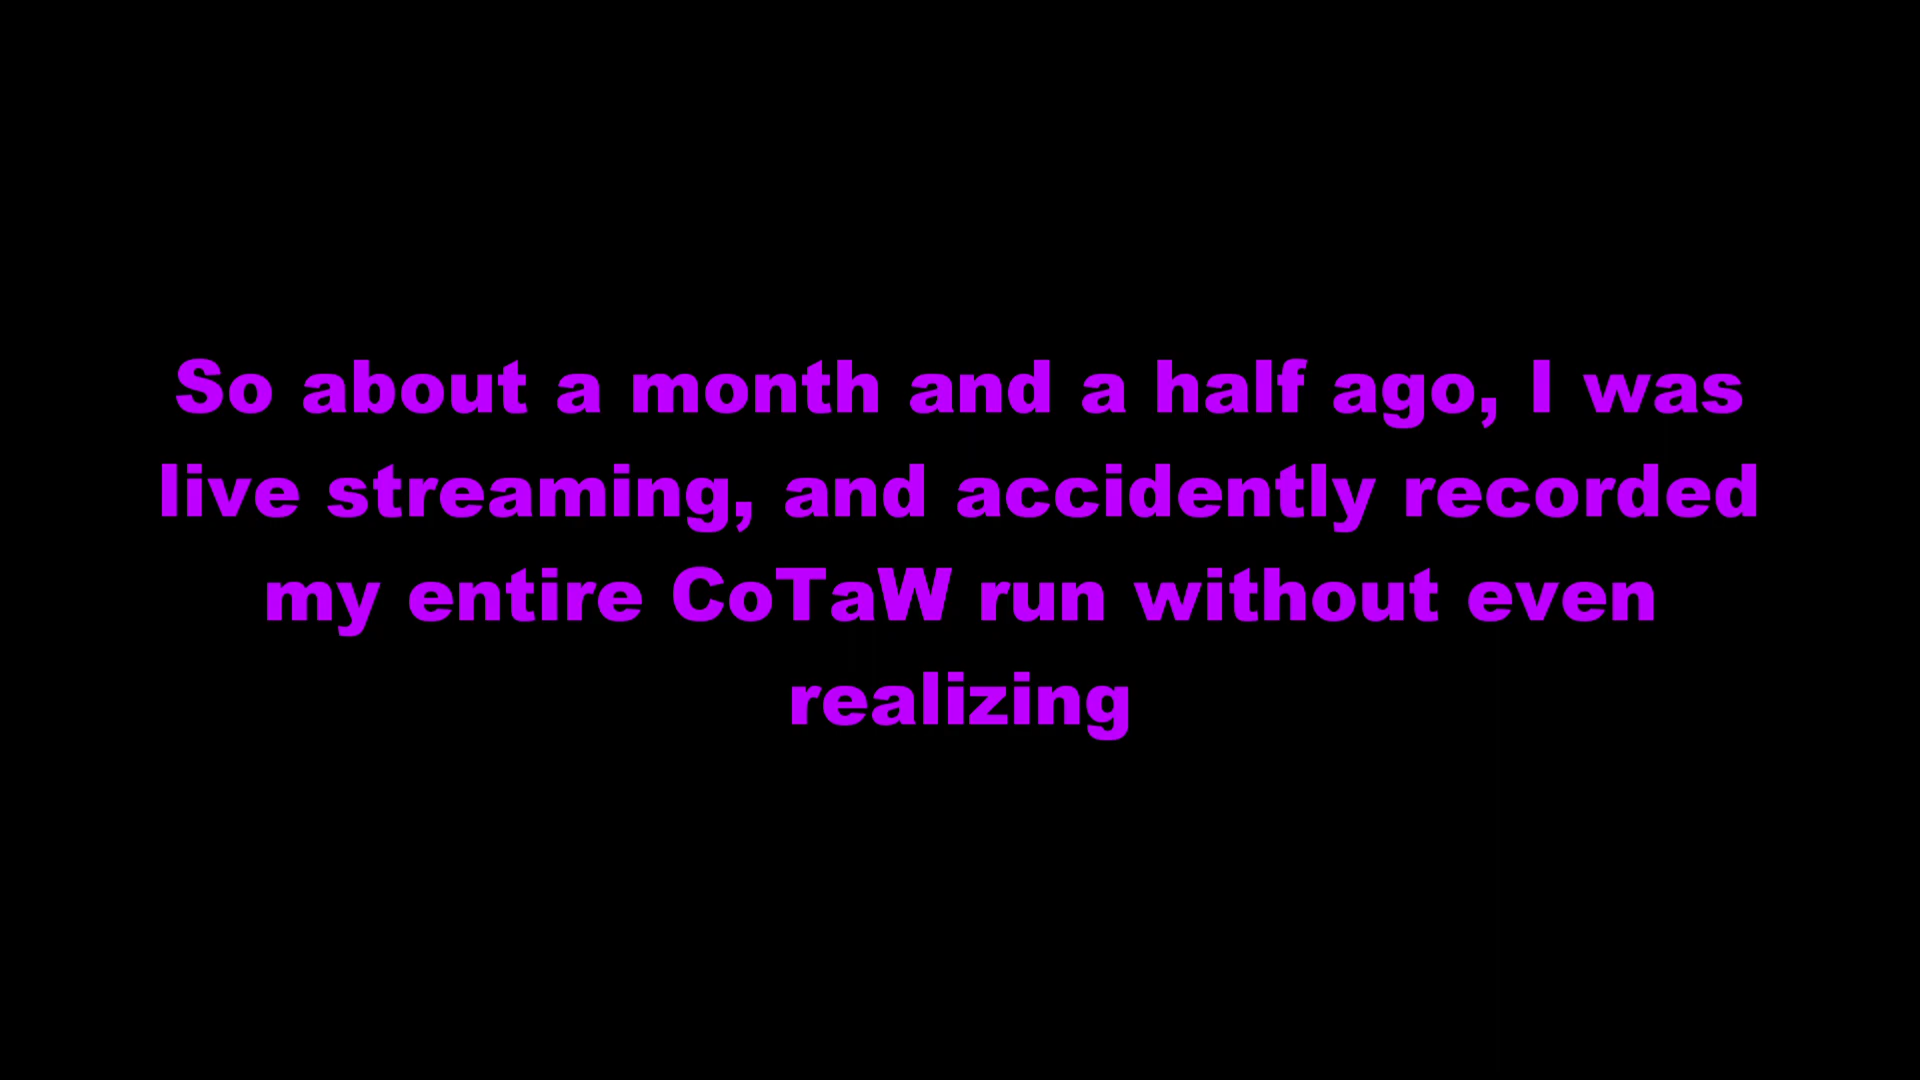 So about a month and a half ago, I was
live streaming, and accidently recorded
my entire CoTaW run without even
realizing